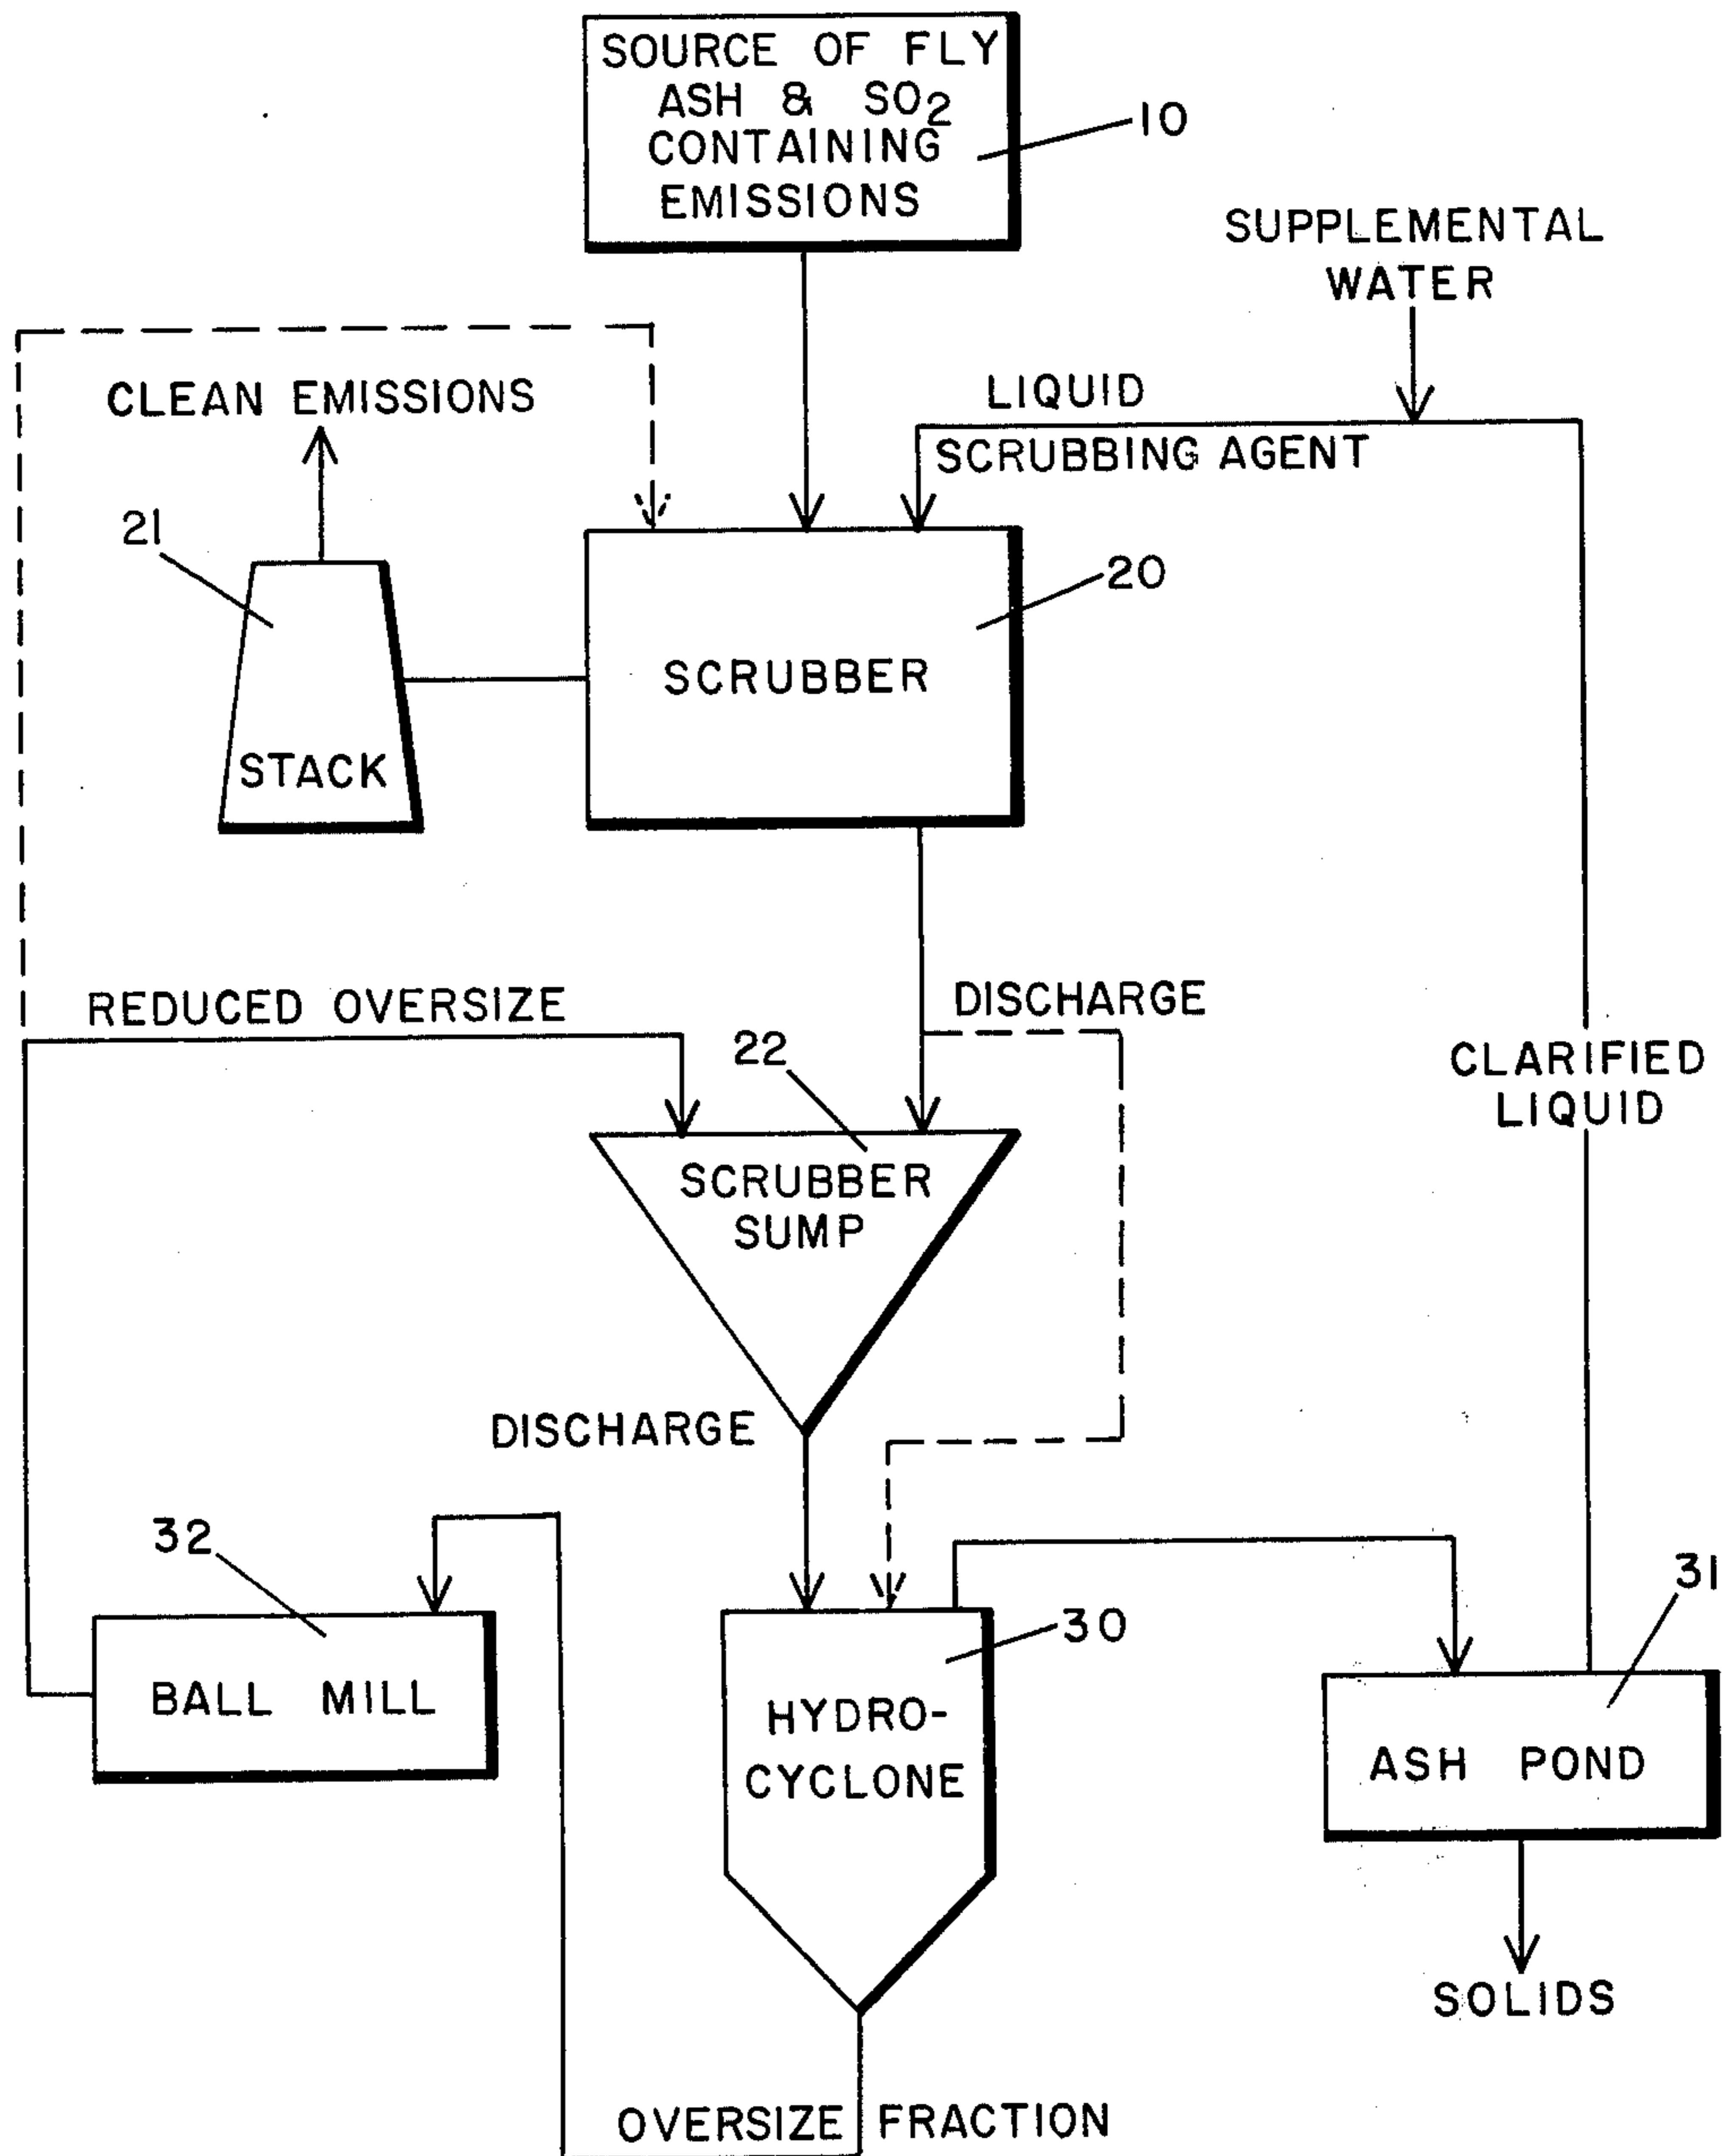 SOURCE OF FLY
ASH & SO2
CONTAINING
EMISSIONS
10
SUPPLEMENTAL
WATER
CLEAN EMISSIONS
LIQUID
SCRUBBING AGENT
21
20
SCRUBBER
STACK
REDUCED OVERSIZE
DISCHARGE
22
CLARIFIED
LIQUID
SCRUBBER
SUMP
DISCHARGE
32
31
30
BALL MILL
HYDRO-
CYCLONE
ASH POND
SOLIDS
OVERSIZE FRACTION